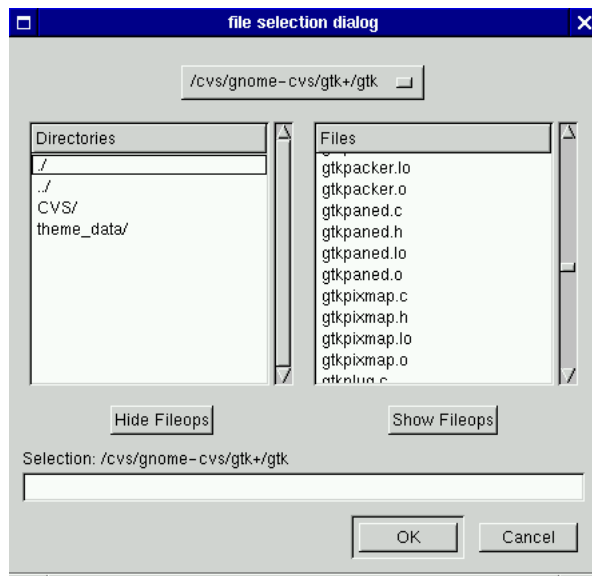 file selection dialog
/cvs/gnome-cvs/gtk+/gtk
Directories
./
../
CVS/
theme_data/
Files
gtkpacker.lo
gtkpacker.o
gtkpaned.c
gtkpaned.h
gtkpaned.lo
gtkpaned.o
gtkpixmap.c
gtkpixmap.h
gtkpixmap.lo
gtkpixmap.o
gtkplug.c
Hide Fileops
Show Fileops
Selection: /cvs/gnome-cvs/gtk+/gtk
OK
Cancel